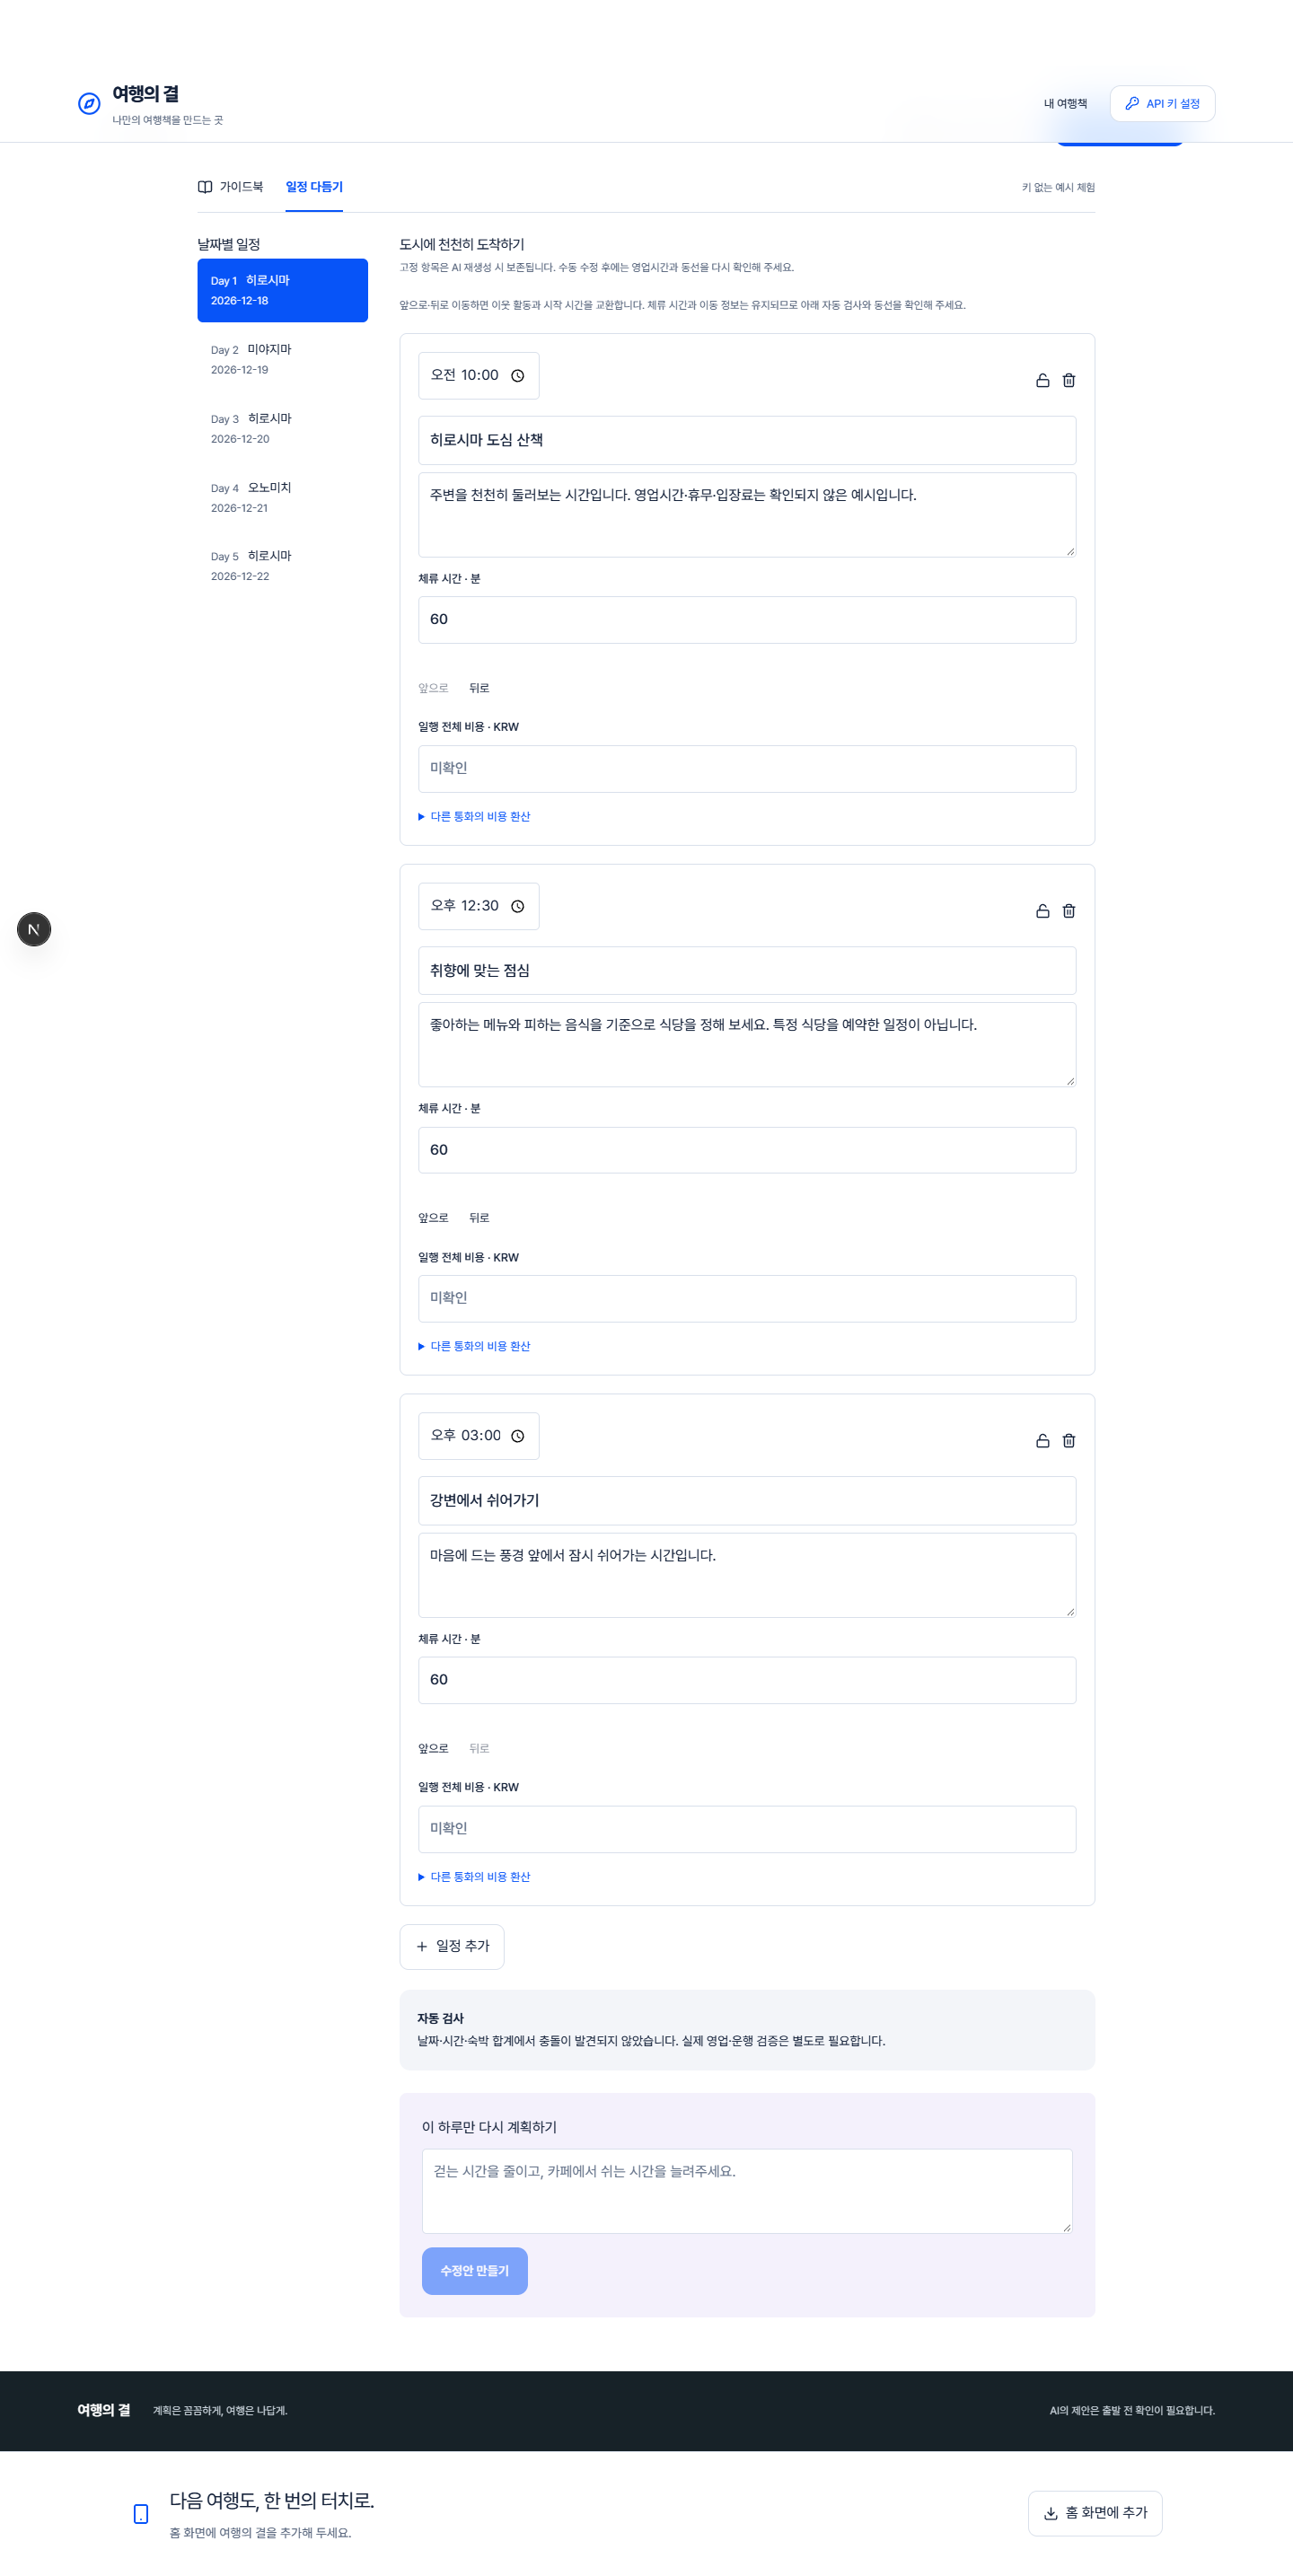 여행의 결
나만의 여행책을 만드는 곳
내 여행책
API 키 설정
가이드북
일정 다듬기
키 없는 예시 체험
날짜별 일정
Day 1 히로시마
2026-12-18
Day 2 미야지마
2026-12-19
Day 3 히로시마
2026-12-20
Day 4 오노미치
2026-12-21
Day 5 히로시마
2026-12-22
도시에 천천히 도착하기
고정 항목은 AI 재생성 시 보존됩니다. 수동 수정 후에는 영업시간과 동선을 다시 확인해 주세요.
앞으로·뒤로 이동하면 이웃 활동과 시작 시간을 교환합니다. 체류 시간과 이동 정보는 유지되므로 아래 자동 검사와 동선을 확인해 주세요.
오전 10:00
히로시마 도심 산책
주변을 천천히 둘러보는 시간입니다. 영업시간·휴무·입장료는 확인되지 않은 예시입니다.
체류 시간 · 분
60
앞으로 뒤로
일행 전체 비용 · KRW
미확인
다른 통화의 비용 환산
오후 12:30
취향에 맞는 점심
좋아하는 메뉴와 피하는 음식을 기준으로 식당을 정해 보세요. 특정 식당을 예약한 일정이 아닙니다.
체류 시간 · 분
60
앞으로 뒤로
일행 전체 비용 · KRW
미확인
다른 통화의 비용 환산
오후 03:00
강변에서 쉬어가기
마음에 드는 풍경 앞에서 잠시 쉬어가는 시간입니다.
체류 시간 · 분
60
앞으로 뒤로
일행 전체 비용 · KRW
미확인
다른 통화의 비용 환산
일정 추가
자동 검사
날짜·시간·숙박 합계에서 충돌이 발견되지 않았습니다. 실제 영업·운행 검증은 별도로 필요합니다.
이 하루만 다시 계획하기
걷는 시간을 줄이고, 카페에서 쉬는 시간을 늘려주세요.
수정안 만들기
여행의 결
계획은 꼼꼼하게, 여행은 나답게.
AI의 제안은 출발 전 확인이 필요합니다.
다음 여행도, 한 번의 터치로.
홈 화면에 여행의 결을 추가해 두세요.
홈 화면에 추가
N